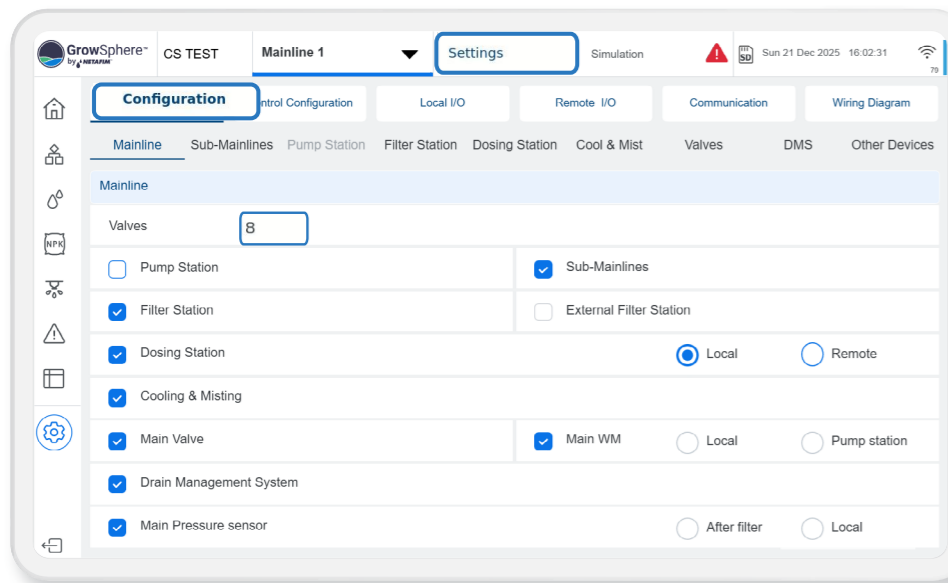 GrowSphere™
by NETAFIM
CS TEST
Mainline 1
Settings
Simulation
SD
Sun 21 Dec 2025 16:02:31
79
Configuration
ntrol Configuration
Local I/O
Remote I/O
Communication
Wiring Diagram
Mainline
Sub-Mainlines
Pump Station
Filter Station
Dosing Station
Cool & Mist
Valves
DMS
Other Devices
Mainline
Valves 8
Pump Station
Sub-Mainlines
NPK
Filter Station
External Filter Station
Dosing Station
Local
Remote
Cooling & Misting
Main Valve
Main WM
Local
Pump station
Drain Management System
Main Pressure sensor
After filter
Local